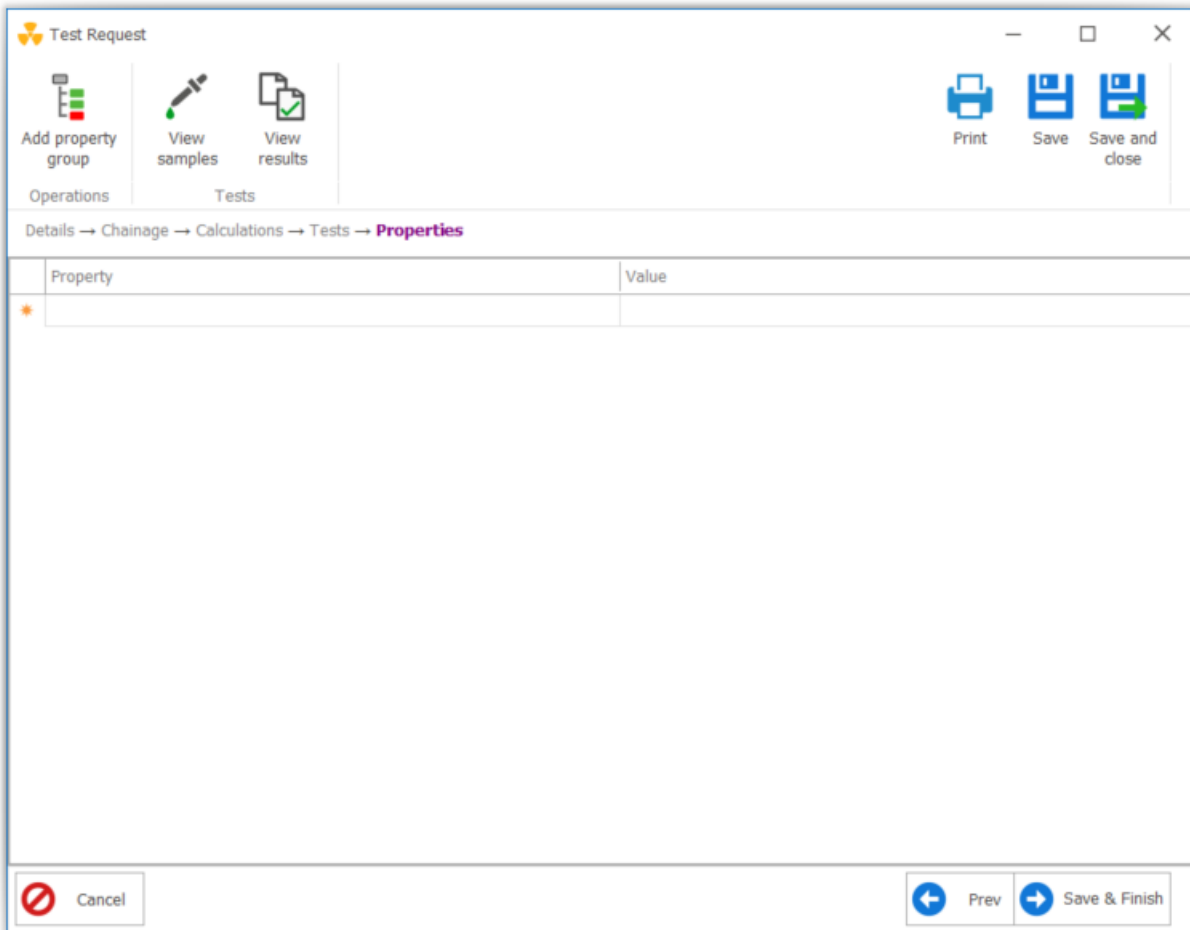 Test Request
Add property
group
View
samples
View
results
Print
Save
Save and
close
Operations
Tests
Details → Chainage → Calculations → Tests → Properties
Property
Value
Cancel
Prev
Save & Finish